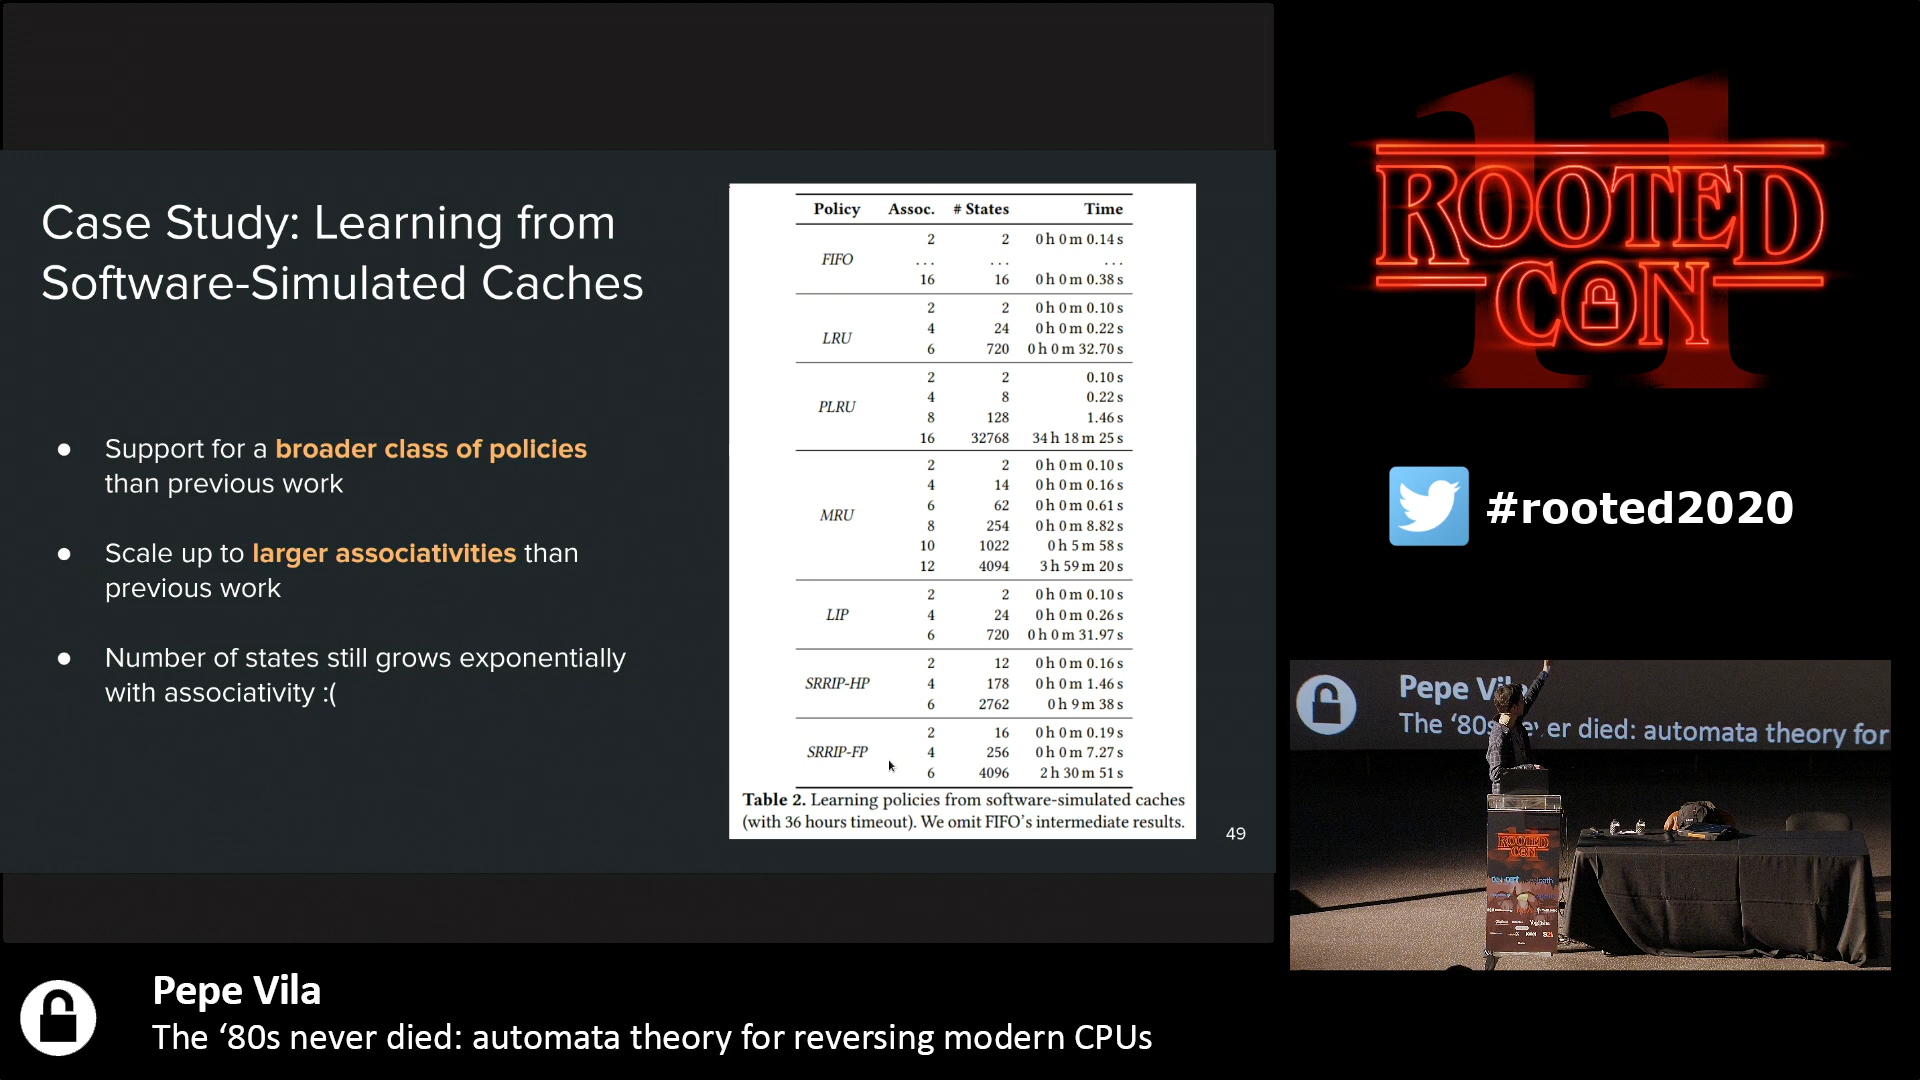 Case Study: Learning from
Software-Simulated Caches
● Support for a broader class of policies
than previous work
● Scale up to larger associativities than
previous work
● Number of states still grows exponentially
with associativity :(
Policy Assoc. # States Time
FIFO
2 2 0 h 0 m 0.14 s
. . . . . . . . .
16 16 0 h 0 m 0.38 s
LRU
2 2 0 h 0 m 0.10 s
4 24 0 h 0 m 0.22 s
6 720 0 h 0 m 32.70 s
PLRU
2 2 0.10 s
4 8 0.22 s
8 128 1.46 s
16 32768 34 h 18 m 25 s
MRU
2 2 0 h 0 m 0.10 s
4 14 0 h 0 m 0.16 s
6 62 0 h 0 m 0.61 s
8 254 0 h 0 m 8.82 s
10 1022 0 h 5 m 58 s
12 4094 3 h 59 m 20 s
LIP
2 2 0 h 0 m 0.10 s
4 24 0 h 0 m 0.26 s
6 720 0 h 0 m 31.97 s
SRRIP-HP
2 12 0 h 0 m 0.16 s
4 178 0 h 0 m 1.46 s
6 2762 0 h 9 m 38 s
SRRIP-FP
2 16 0 h 0 m 0.19 s
4 256 0 h 0 m 7.27 s
6 4096 2 h 30 m 51 s
Table 2. Learning policies from software-simulated caches
(with 36 hours timeout). We omit FIFO's intermediate results.
49
11
ROOTED
CON
#rooted2020
Pepe Vila
The ‘80s never died: automata theory for
ROOTED
CON
Pepe Vila
The ‘80s never died: automata theory for reversing modern CPUs